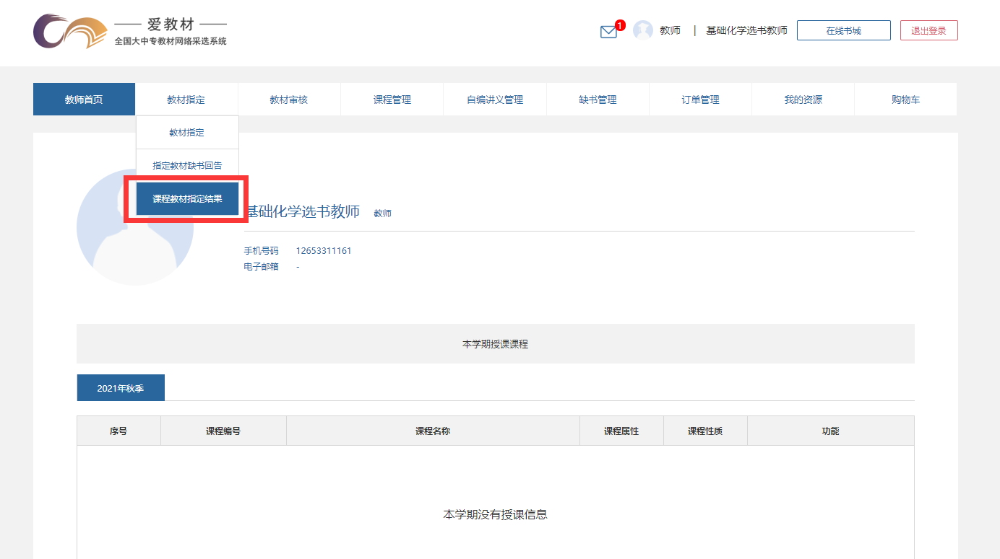 爱教材
全国大中专教材网络采选系统
1
教师 | 基础化学选书教师 在线书城 退出登录
教师首页 教材指定 教材审核 课程管理 自编讲义管理 缺书管理 订单管理 我的资源 购物车
教材指定
指定教材缺书回告
课程教材指定结果
基础化学选书教师 教师
手机号码 12653311161
电子邮箱 -
本学期授课课程
2021年秋季
序号 课程编号 课程名称 课程属性 课程性质 功能
本学期没有授课信息